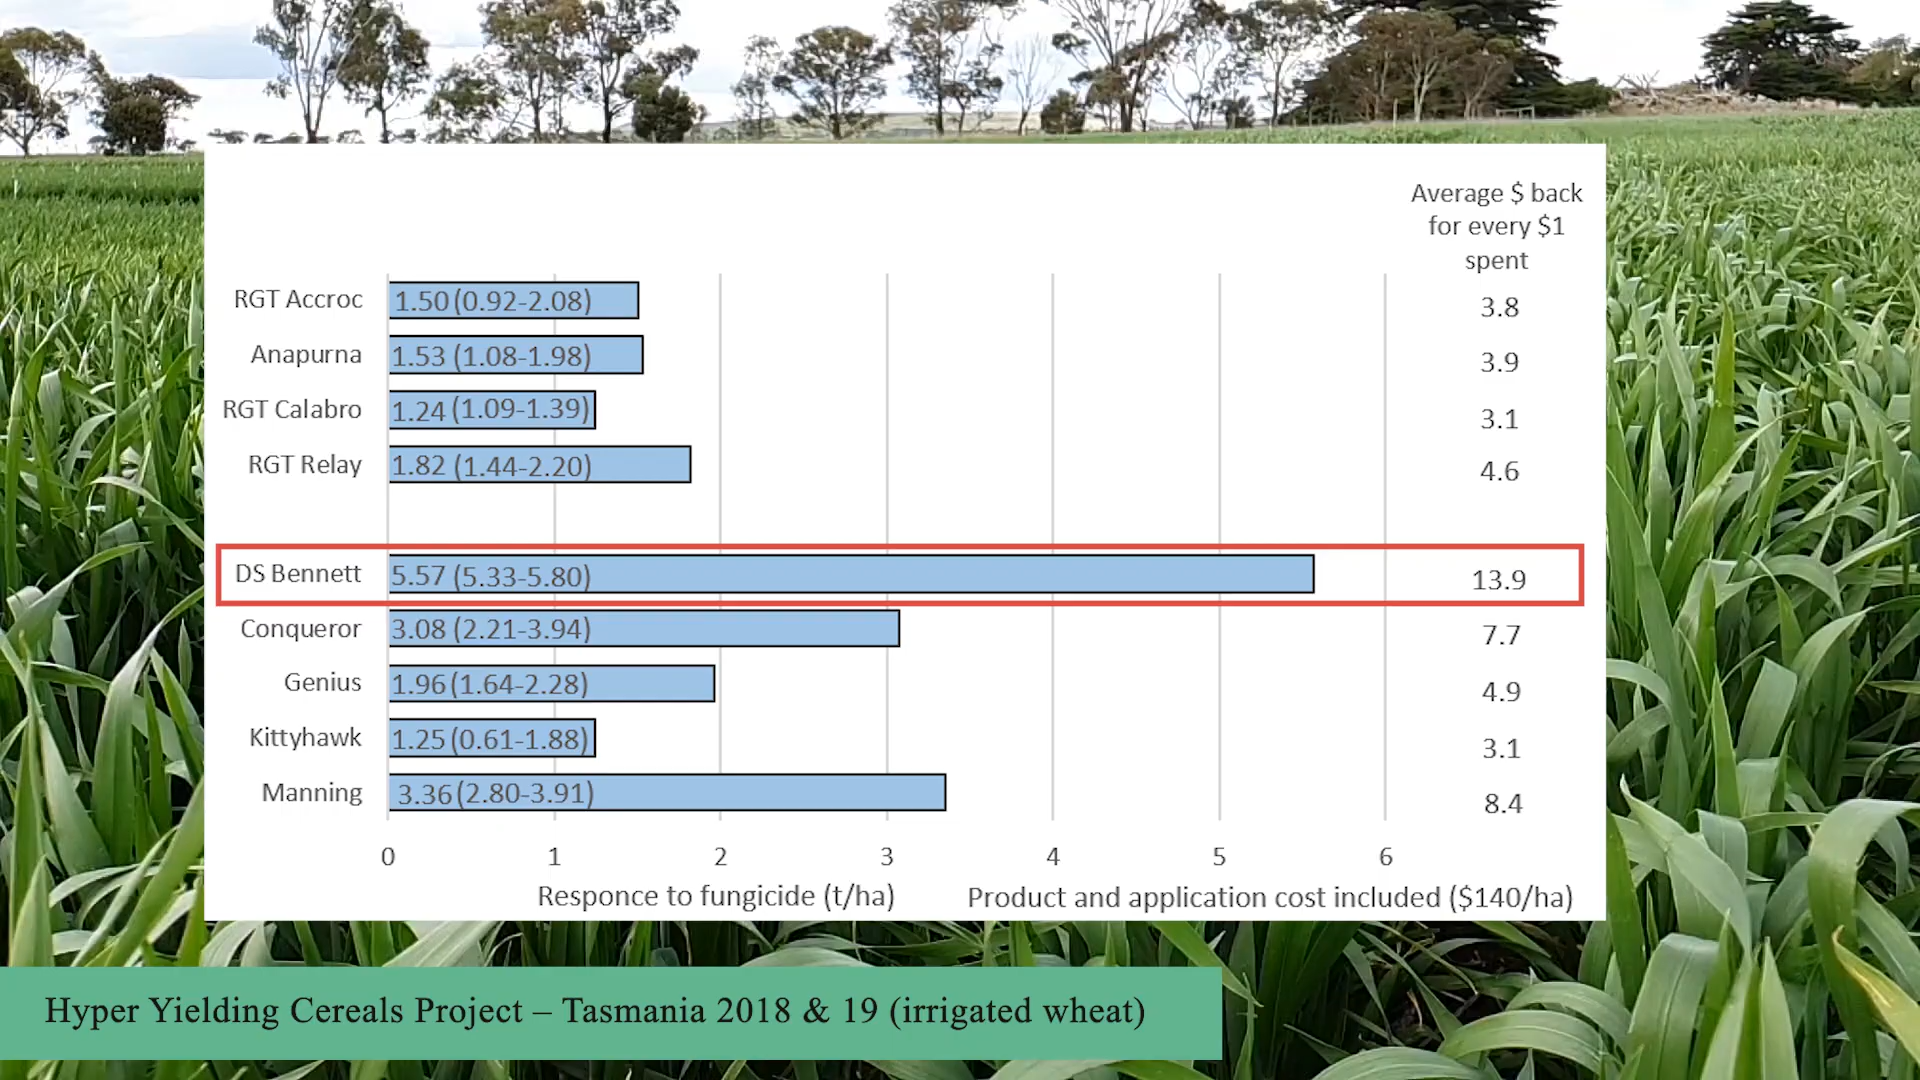 Average $ back
for every $1
spent
RGT Accroc 1.50 (0.92-2.08) 3.8
Anapurna 1.53 (1.08-1.98) 3.9
RGT Calabro 1.24 (1.09-1.39) 3.1
RGT Relay 1.82 (1.44-2.20) 4.6
DS Bennett 5.57 (5.33-5.80) 13.9
Conqueror 3.08 (2.21-3.94) 7.7
Genius 1.96 (1.64-2.28) 4.9
Kittyhawk 1.25 (0.61-1.88) 3.1
Manning 3.36 (2.80-3.91) 8.4
0 1 2 3 4 5 6
Responce to fungicide (t/ha) Product and application cost included ($140/ha)
Hyper Yielding Cereals Project – Tasmania 2018 & 19 (irrigated wheat)